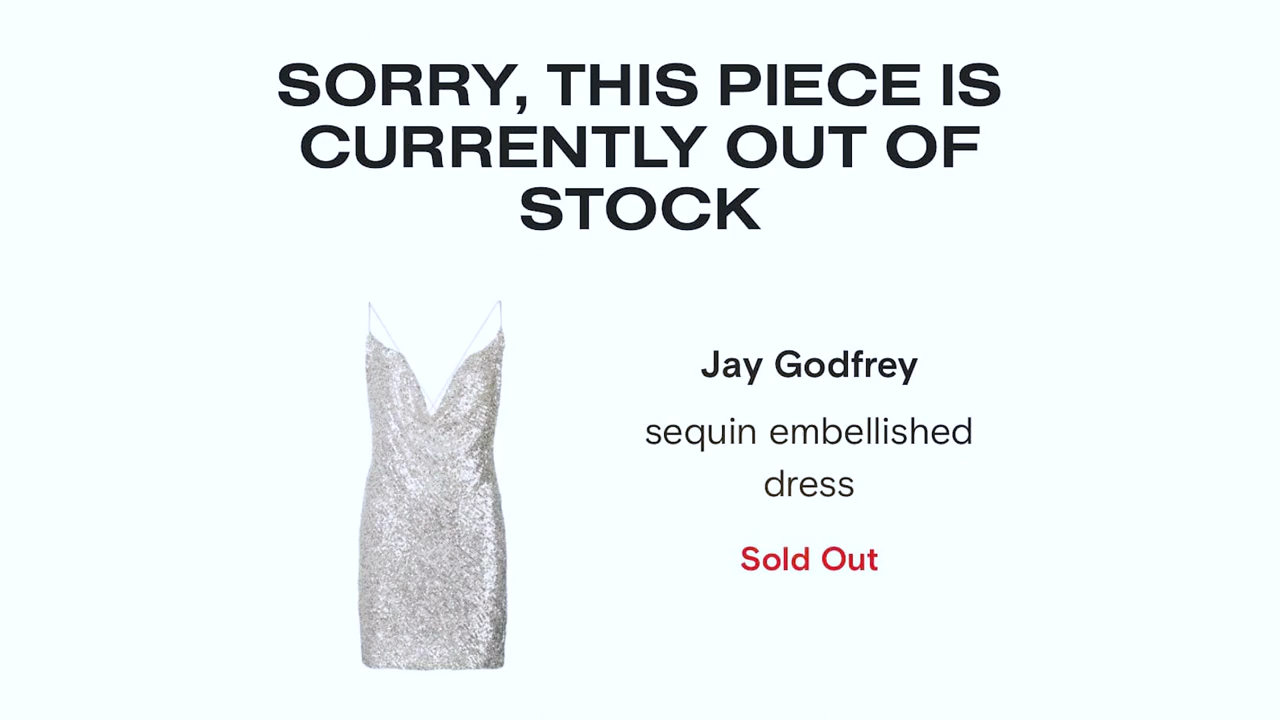 SORRY, THIS PIECE IS
CURRENTLY OUT OF
STOCK
Jay Godfrey
sequin embellished
dress
Sold Out